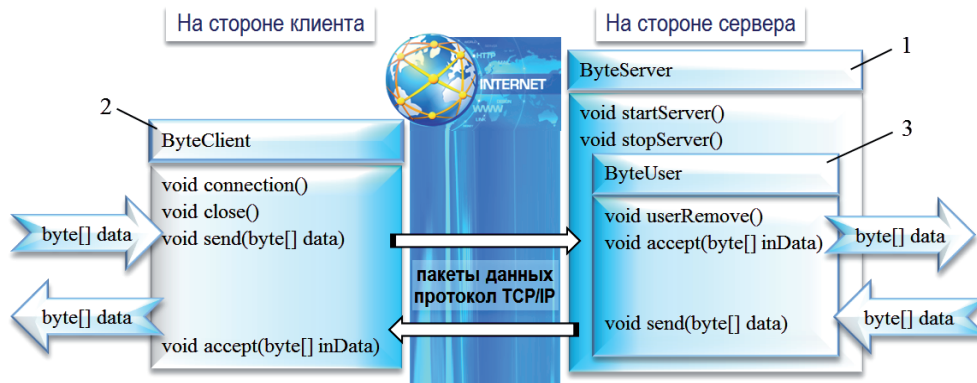 На стороне клиента
На стороне сервера
HTTP
INTERNET
WWW
1
ByteServer
void startServer()
void stopServer()
2
ByteClient
3
ByteUser
void connection()
void close()
void send(byte[] data)
void userRemove()
void accept(byte[] inData)
byte[] data
byte[] data
пакеты данных
протокол TCP/IP
byte[] data
void accept(byte[] inData)
void send(byte[] data)
byte[] data